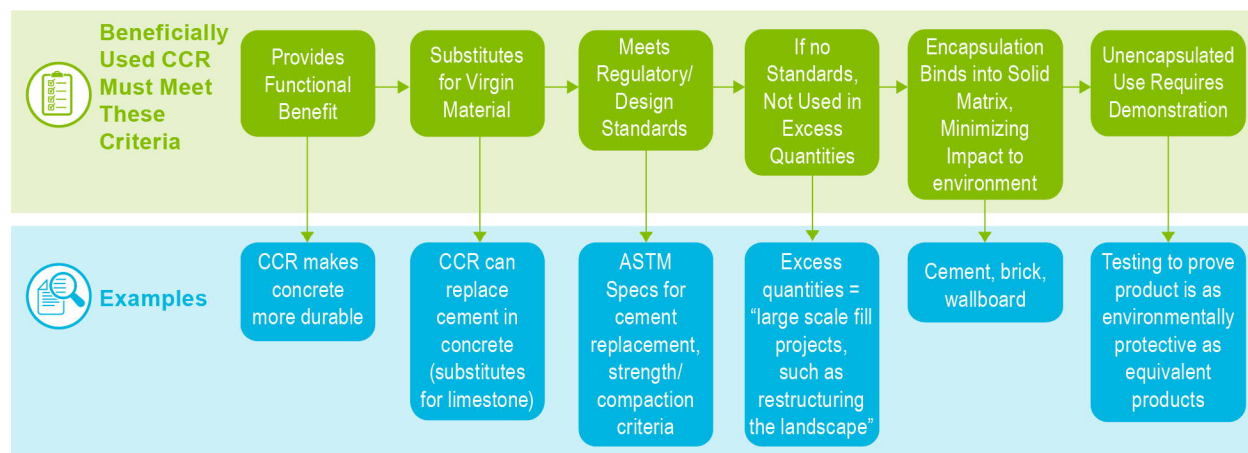 Beneficially
Used CCR
Must Meet
These
Criteria
Provides
Functional
Benefit
Substitutes
for Virgin
Material
Meets
Regulatory/
Design
Standards
If no
Standards,
Not Used in
Excess
Quantities
Encapsulation
Binds into Solid
Matrix,
Minimizing
Impact to
environment
Unencapsulated
Use Requires
Demonstration
Examples
CCR makes
concrete
more durable
CCR can
replace
cement in
concrete
(substitutes
for limestone)
ASTM
Specs for
cement
replacement,
strength/
compaction
criteria
Excess
quantities =
“large scale fill
projects,
such as
restructuring
the landscape”
Cement, brick,
wallboard
Testing to prove
product is as
environmentally
protective as
equivalent
products